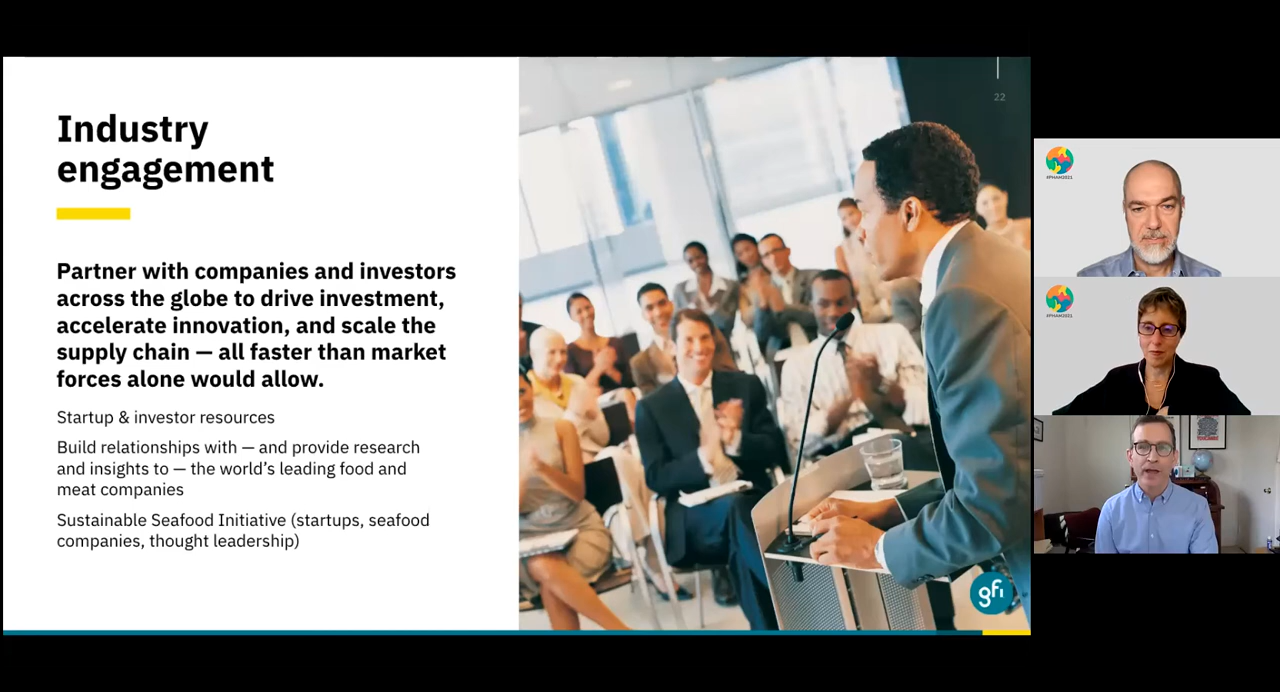 Industry
engagement
Partner with companies and investors
across the globe to drive investment,
accelerate innovation, and scale the
supply chain — all faster than market
forces alone would allow.
Startup & investor resources
Build relationships with — and provide research
and insights to — the world’s leading food and
meat companies
Sustainable Seafood Initiative (startups, seafood
companies, thought leadership)
22
gfi
#PHAM2021
#PHAM2021